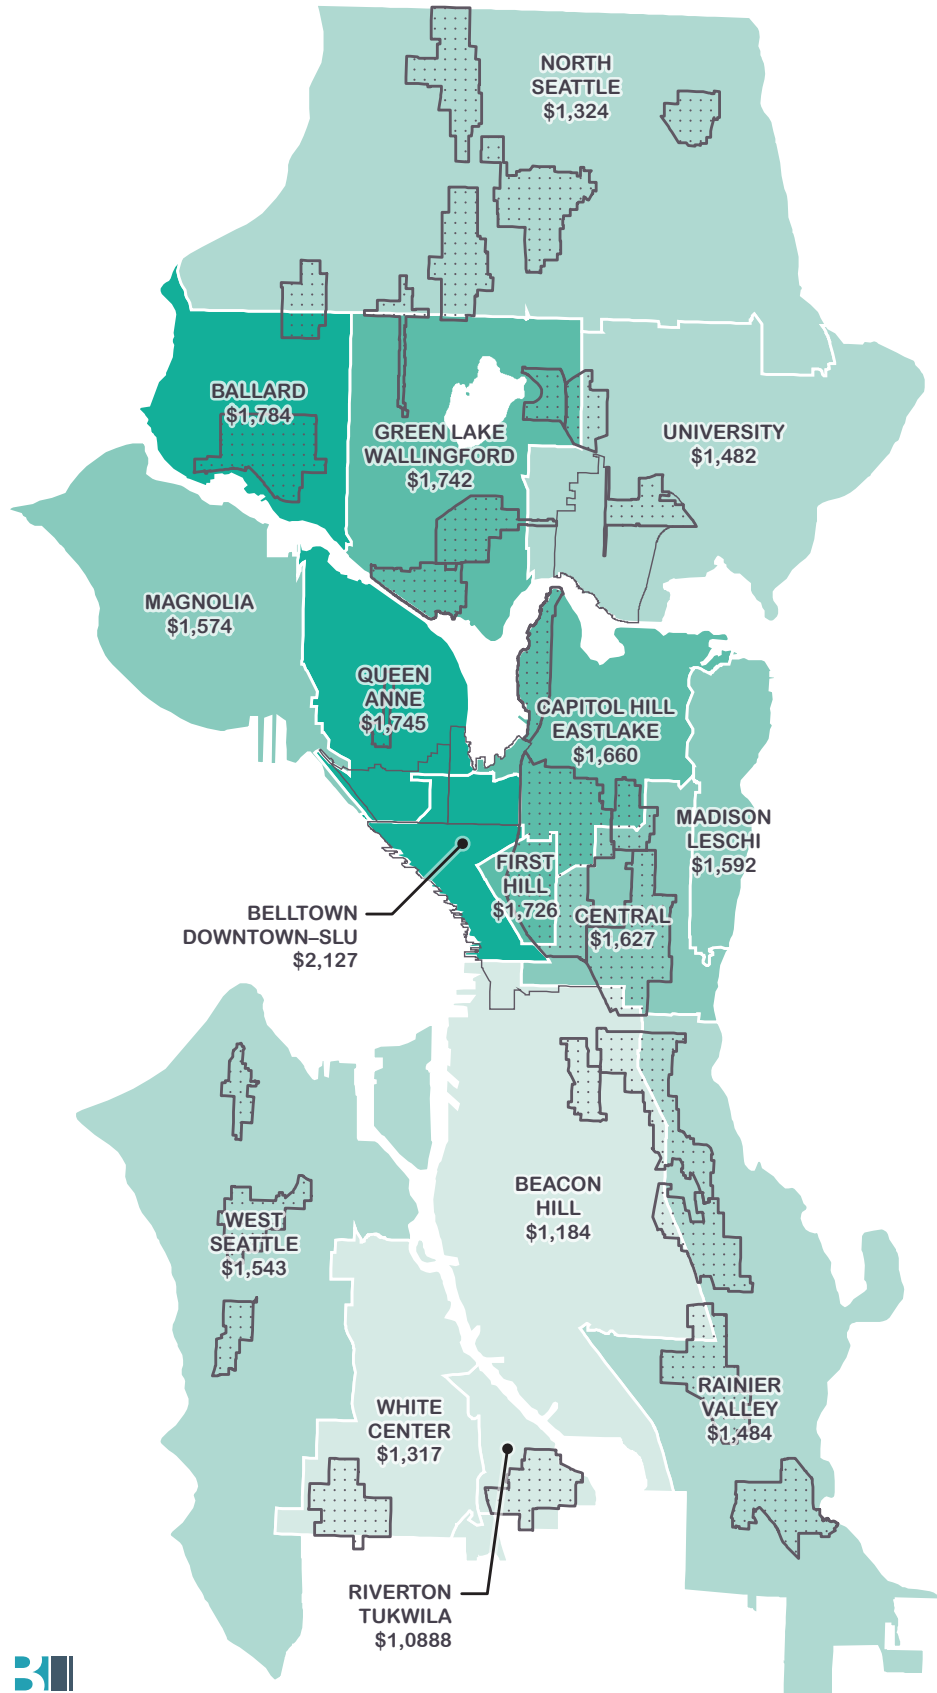 NORTH
SEATTLE
$1,324
BALLARD
$1,784
GREEN LAKE
WALLINGFORD
$1,742
UNIVERSITY
$1,482
MAGNOLIA
$1,574
QUEEN
ANNE
$1,745
CAPITOL HILL
EASTLAKE
$1,660
MADISON
LESCHI
$1,592
FIRST
HILL
$1,726
CENTRAL
$1,627
BELLTOWN
DOWNTOWN–SLU
$2,127
BEACON
HILL
$1,184
WEST
SEATTLE
$1,543
RAINIER
VALLEY
$1,484
WHITE
CENTER
$1,317
RIVERTON
TUKWILA
$1,0888